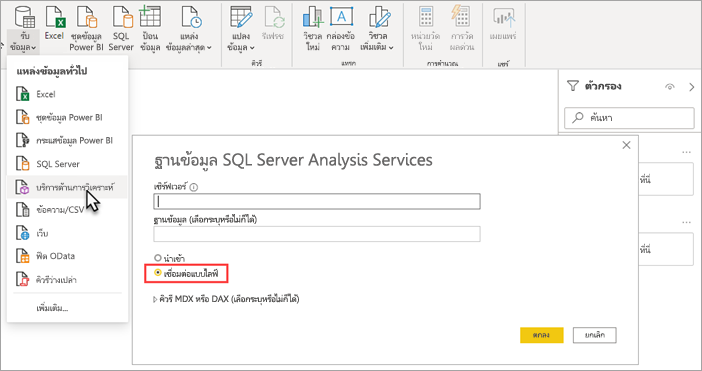 รับ
ข้อมูล
Excel
ชุดข้อมูล
Power BI
SQL
Server
ป้อน
ข้อมูล
แหล่ง
ข้อมูลล่าสุด
แปลง
ข้อมูล
รีเฟรช
คิวรี
วิชวล
ใหม่
กล่องข้อ
ความ
วิชวล
เพิ่มเติม
แทรก
หน่วยวัด
ใหม่
การวัด
ด่วน
การคำนวณ
เผยแพร่
แชร์
แหล่งข้อมูลทั่วไป
Excel
ชุดข้อมูล Power BI
กระแสข้อมูล Power BI
SQL Server
บริการด้านการวิเคราะห์
ข้อความ/CSV
เว็บ
ฟีด OData
คิวรีว่างเปล่า
เพิ่มเติม...
ฐานข้อมูล SQL Server Analysis Services
เซิร์ฟเวอร์
ฐานข้อมูล (เลือกระบุหรือไม่ก็ได้)
นำเข้า
เชื่อมต่อแบบไลฟ์
คิวรี MDX หรือ DAX (เลือกระบุหรือไม่ก็ได้)
ตกลง
ยกเลิก
ตัวกรอง
ค้นหา
...
ที่นี่
...
ที่นี่